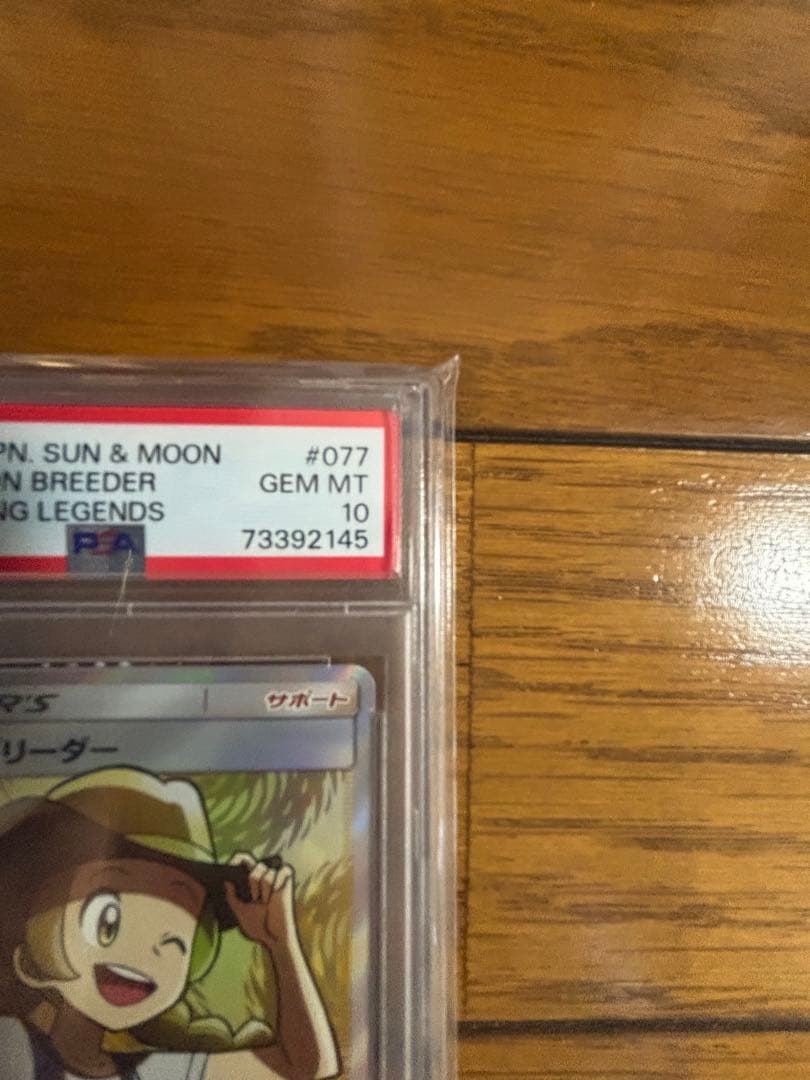 PN. SUN & MOON #077
ON BREEDER GEM MT
NG LEGENDS 10
PSA 73392145
R'S サポート
リーダー